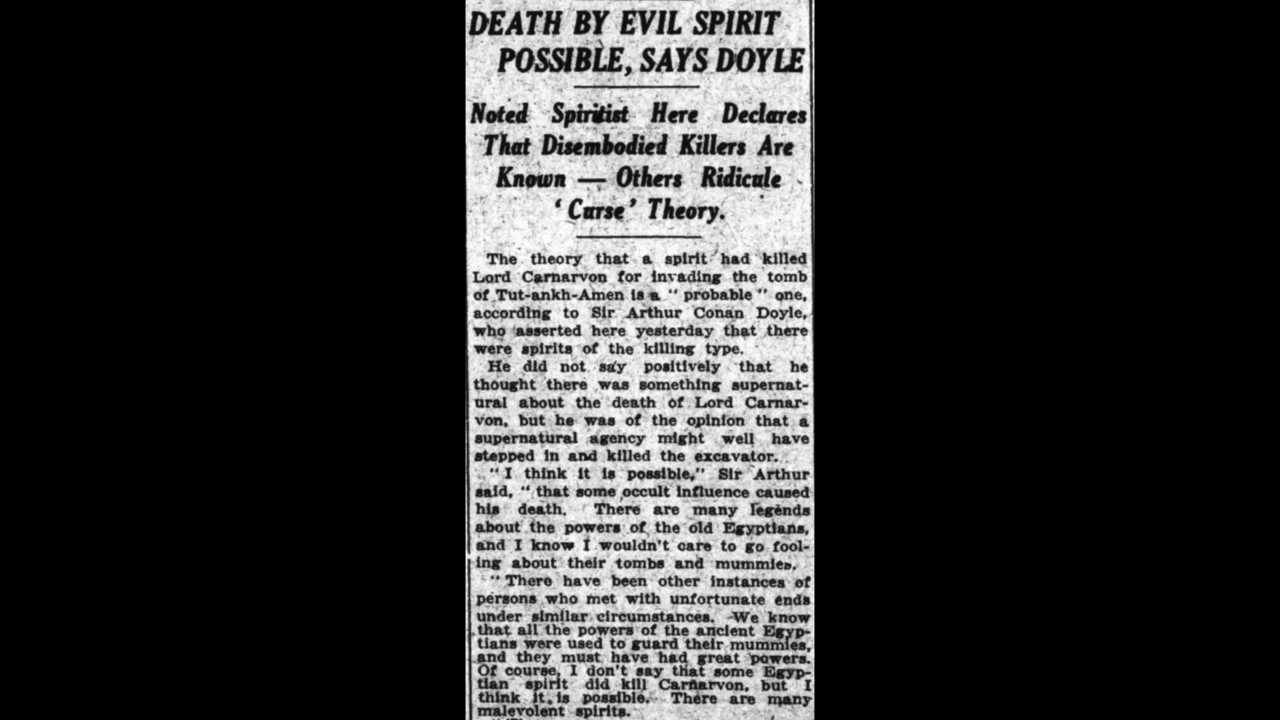 DEATH BY EVIL SPIRIT
POSSIBLE, SAYS DOYLE
Noted Spiritist Here Declares
That Disembodied Killers Are
Known — Others Ridicule
‘Curse’ Theory.
The theory that a spirit had killed
Lord Carnarvon for invading the tomb
of Tut-ankh-Amen is a “ probable ” one,
according to Sir Arthur Conan Doyle,
who asserted here yesterday that there
were spirits of the killing type.
He did not say positively that he
thought there was something supernat-
ural about the death of Lord Carnar-
von, but he was of the opinion that a
supernatural agency might well have
stepped in and killed the excavator.
“ I think it is possible,” Sir Arthur
said, “ that some occult influence caused
his death. There are many legends
about the powers of the old Egyptians,
and I know I wouldn't care to go fool-
ing about their tombs and mummies.
“ There have been other instances of
persons who met with unfortunate ends
under similar circumstances. We know
that all the powers of the ancient Egyp-
tians were used to guard their mummies,
and they must have had great powers.
Of course, I don't say that some Egyp-
tian spirit did kill Carnarvon, but I
think it is possible. There are many
malevolent spirits.